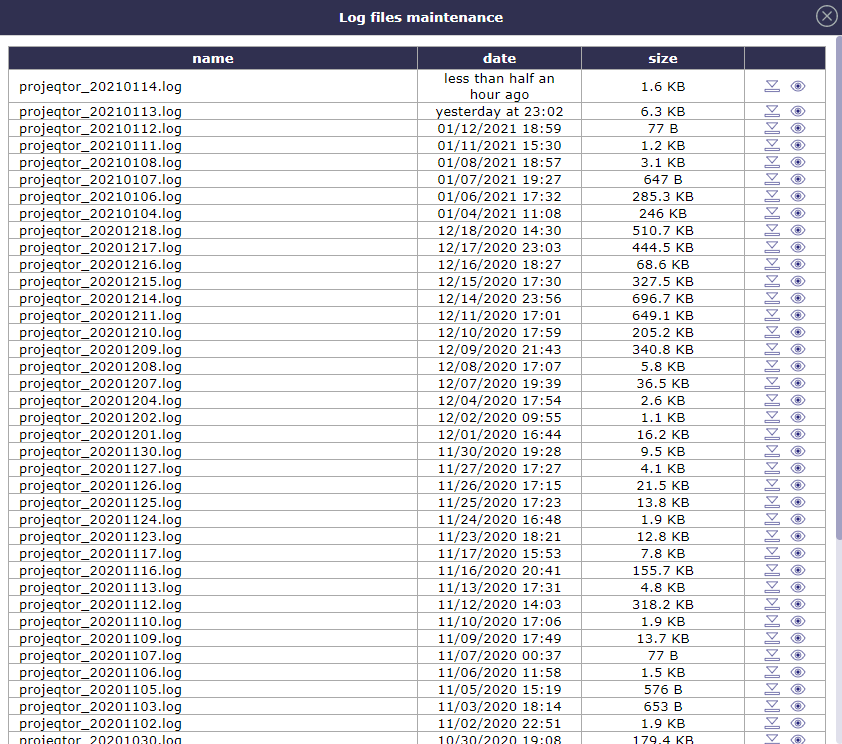 Log files maintenance
name date size
projeqtor_20210114.log less than half an hour ago 1.6 KB
projeqtor_20210113.log yesterday at 23:02 6.3 KB
projeqtor_20210112.log 01/12/2021 18:59 77 B
projeqtor_20210111.log 01/11/2021 15:30 1.2 KB
projeqtor_20210108.log 01/08/2021 18:57 3.1 KB
projeqtor_20210107.log 01/07/2021 19:27 647 B
projeqtor_20210106.log 01/06/2021 17:32 285.3 KB
projeqtor_20210104.log 01/04/2021 11:08 246 KB
projeqtor_20201218.log 12/18/2020 14:30 510.7 KB
projeqtor_20201217.log 12/17/2020 23:03 444.5 KB
projeqtor_20201216.log 12/16/2020 18:27 68.6 KB
projeqtor_20201215.log 12/15/2020 17:30 327.5 KB
projeqtor_20201214.log 12/14/2020 23:56 696.7 KB
projeqtor_20201211.log 12/11/2020 17:01 649.1 KB
projeqtor_20201210.log 12/10/2020 17:59 205.2 KB
projeqtor_20201209.log 12/09/2020 21:43 340.8 KB
projeqtor_20201208.log 12/08/2020 17:07 5.8 KB
projeqtor_20201207.log 12/07/2020 19:39 36.5 KB
projeqtor_20201204.log 12/04/2020 17:54 2.6 KB
projeqtor_20201202.log 12/02/2020 09:55 1.1 KB
projeqtor_20201201.log 12/01/2020 16:44 16.2 KB
projeqtor_20201130.log 11/30/2020 19:28 9.5 KB
projeqtor_20201127.log 11/27/2020 17:27 4.1 KB
projeqtor_20201126.log 11/26/2020 17:15 21.5 KB
projeqtor_20201125.log 11/25/2020 17:23 13.8 KB
projeqtor_20201124.log 11/24/2020 16:48 1.9 KB
projeqtor_20201123.log 11/23/2020 18:21 12.8 KB
projeqtor_20201117.log 11/17/2020 15:53 7.8 KB
projeqtor_20201116.log 11/16/2020 20:41 155.7 KB
projeqtor_20201113.log 11/13/2020 17:31 4.8 KB
projeqtor_20201112.log 11/12/2020 14:03 318.2 KB
projeqtor_20201110.log 11/10/2020 17:06 1.9 KB
projeqtor_20201109.log 11/09/2020 17:49 13.7 KB
projeqtor_20201107.log 11/07/2020 00:37 77 B
projeqtor_20201106.log 11/06/2020 11:58 1.5 KB
projeqtor_20201105.log 11/05/2020 15:19 576 B
projeqtor_20201103.log 11/03/2020 18:14 653 B
projeqtor_20201102.log 11/02/2020 22:51 1.9 KB
projeqtor_20201030.log 10/30/2020 19:08 179.4 KB